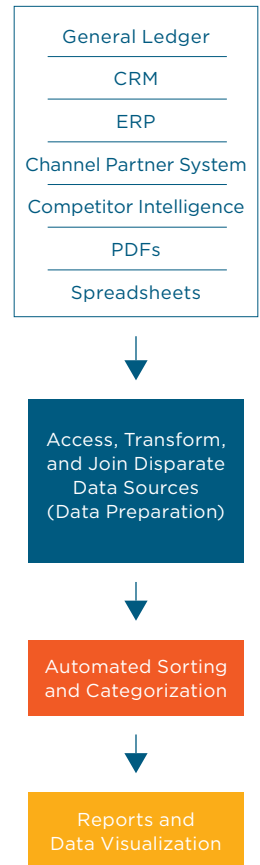 General Ledger
CRM
ERP
Channel Partner System
Competitor Intelligence
PDFs
Spreadsheets
Access, Transform,
and Join Disparate
Data Sources
(Data Preparation)
Automated Sorting
and Categorization
Reports and
Data Visualization